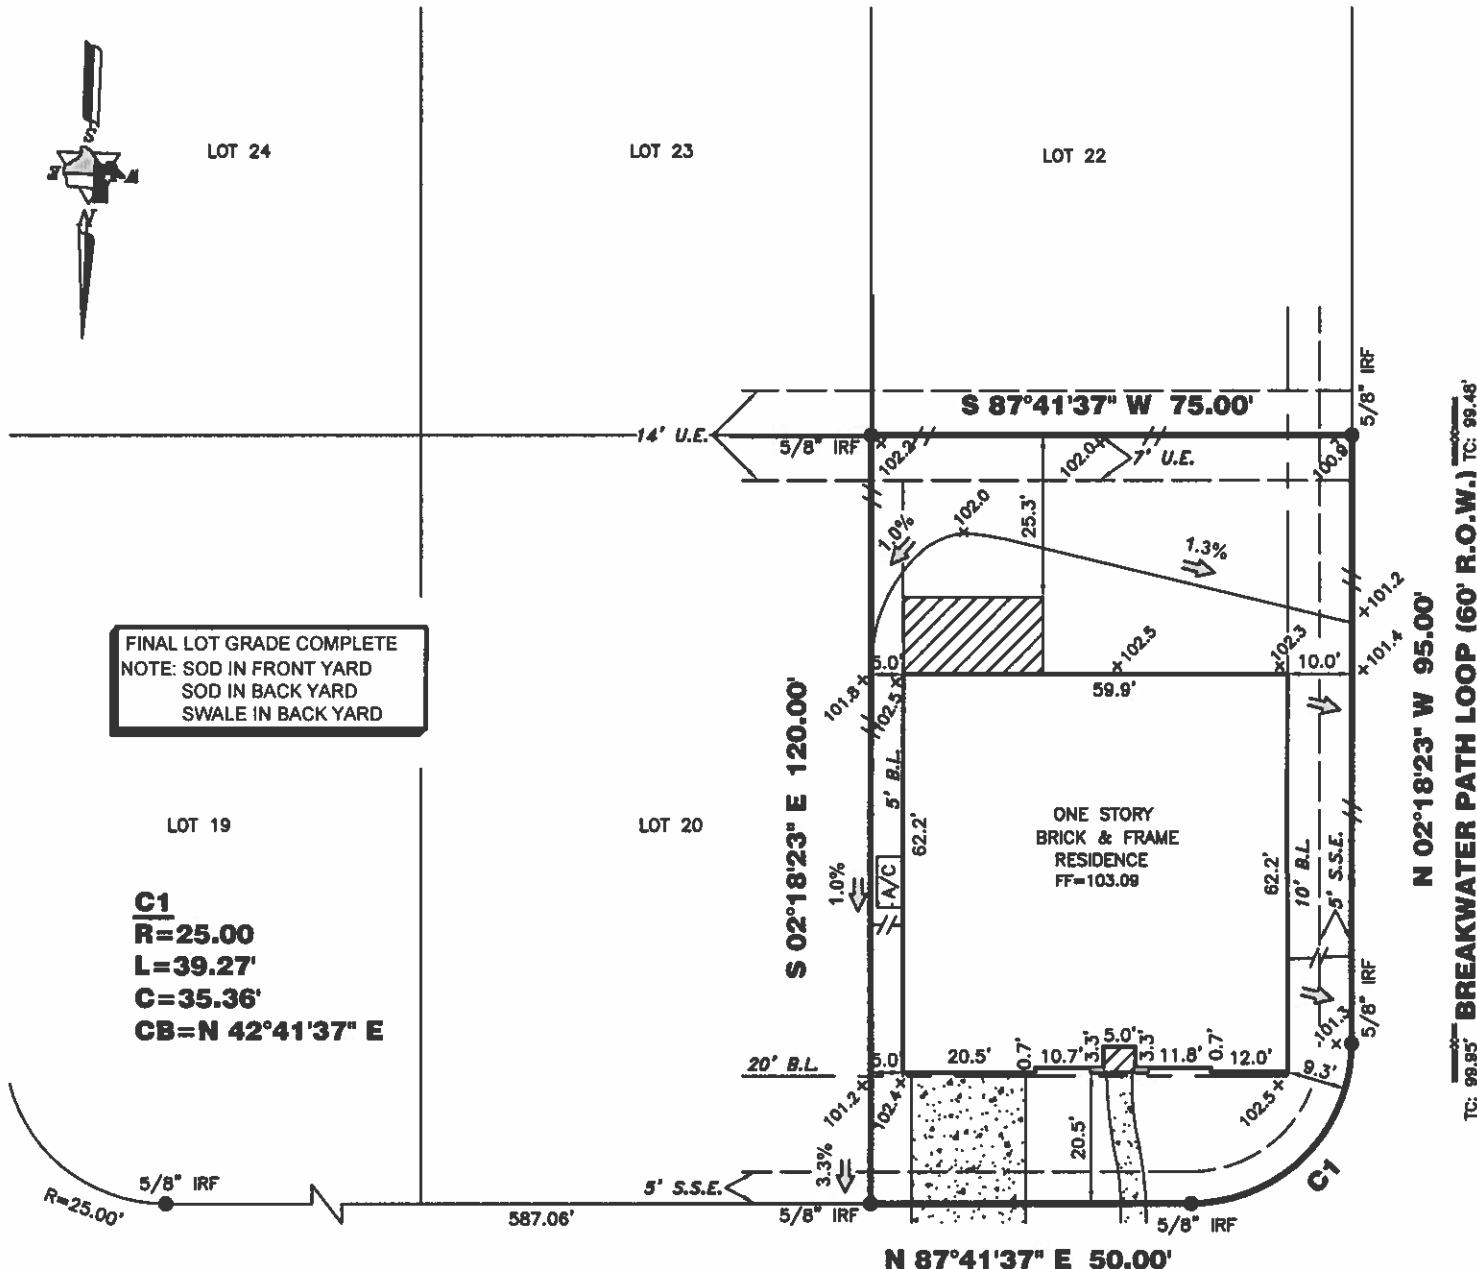 S
E
W
N
LOT 24
LOT 23
LOT 22
S 87°41'37" W 75.00'
5/8" IRF
14' U.E.
5/8" IRF
102.2
102.0
7' U.E.
100.9
TC: 99.48'
1.0%
102.0
25.3'
1.3%
101.2
FINAL LOT GRADE COMPLETE
NOTE: SOD IN FRONT YARD
SOD IN BACK YARD
SWALE IN BACK YARD
5.0'
102.5
102.3
10.0'
101.4
101.8
102.5
59.9'
S 02°18'23" E 120.00'
N 02°18'23" W 95.00'
BREAKWATER PATH LOOP (60' R.O.W.)
5' B.L.
LOT 19
LOT 20
62.2'
ONE STORY
BRICK & FRAME
RESIDENCE
FF=103.09
62.2'
10' B.L.
5' S.S.E.
1.0%
A/C
C1
R=25.00
L=39.27'
C=35.36'
CB=N 42°41'37" E
5/8" IRF
101.3
TC: 99.95'
20' B.L.
5.0'
20.5'
0.7'
10.7'
3.3'
5.0'
3.3'
11.8'
0.7'
12.0'
9.3'
101.2
102.4
102.5
20.5'
3.3%
5' S.S.E.
C1
R=25.00'
5/8" IRF
587.06'
5/8" IRF
5/8" IRF
N 87°41'37" E 50.00'